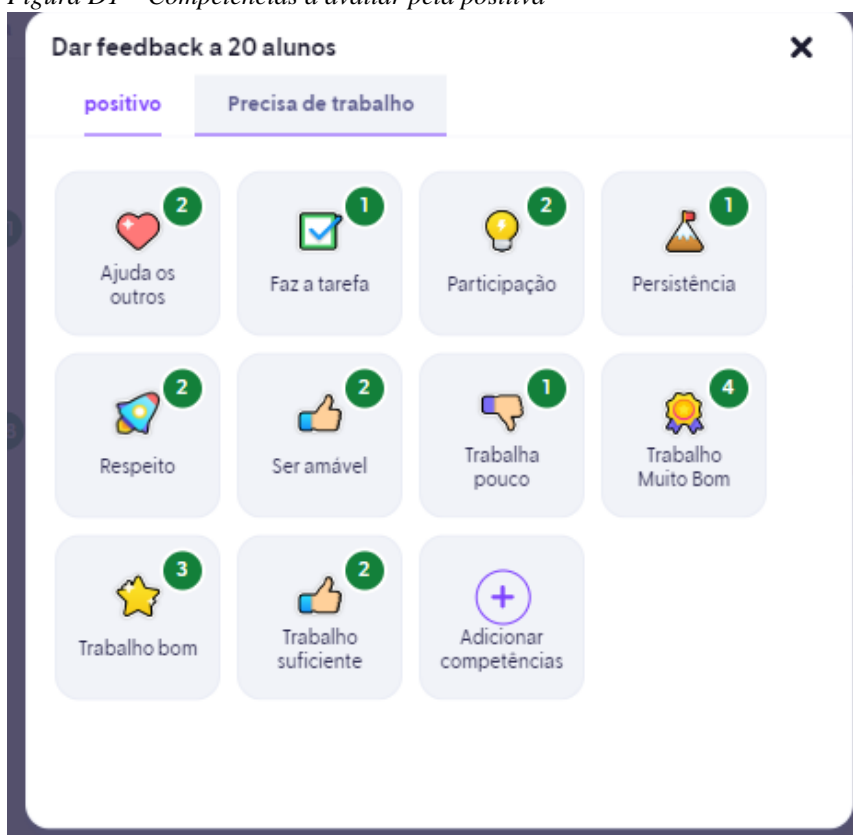 Figura D1 – Competências a avaliar pela positiva
Dar feedback a 20 alunos
positivo
Precisa de trabalho
2
Ajuda os
outros
1
Faz a tarefa
2
Participação
1
Persistência
2
Respeito
2
Ser amável
1
Trabalha
pouco
4
Trabalho
Muito Bom
3
Trabalho bom
2
Trabalho
suficiente
+
Adicionar
competências